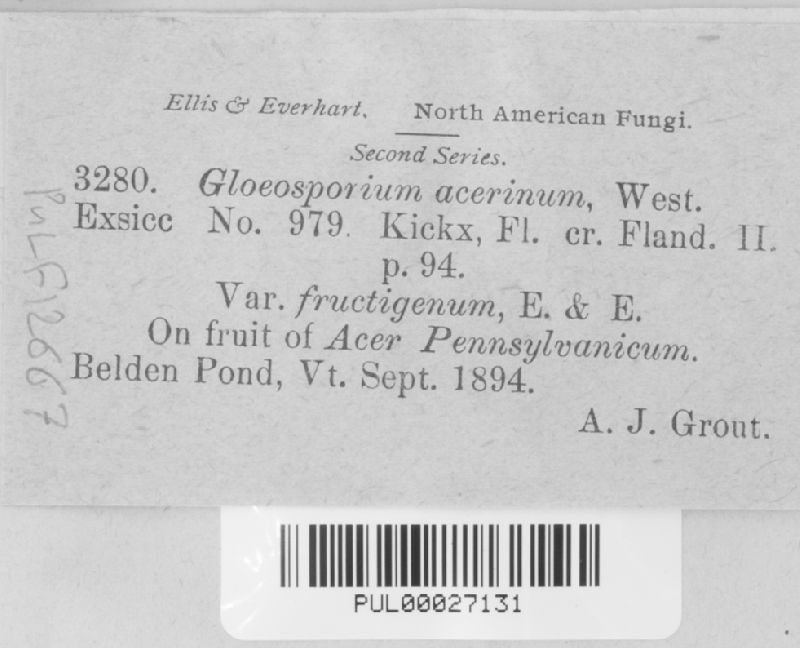 Ellis & Everhart. North American Fungi.
Second Series.
3280. Gloeosporium acerinum, West.
Exsicc No. 979. Kickx, Fl. cr. Fland. II.
p. 94.
Var. fructigenum, E. & E.
On fruit of Acer Pennsylvanicum.
Belden Pond, Vt. Sept. 1894.
A. J. Grout.
PULF12667
PUL00027131